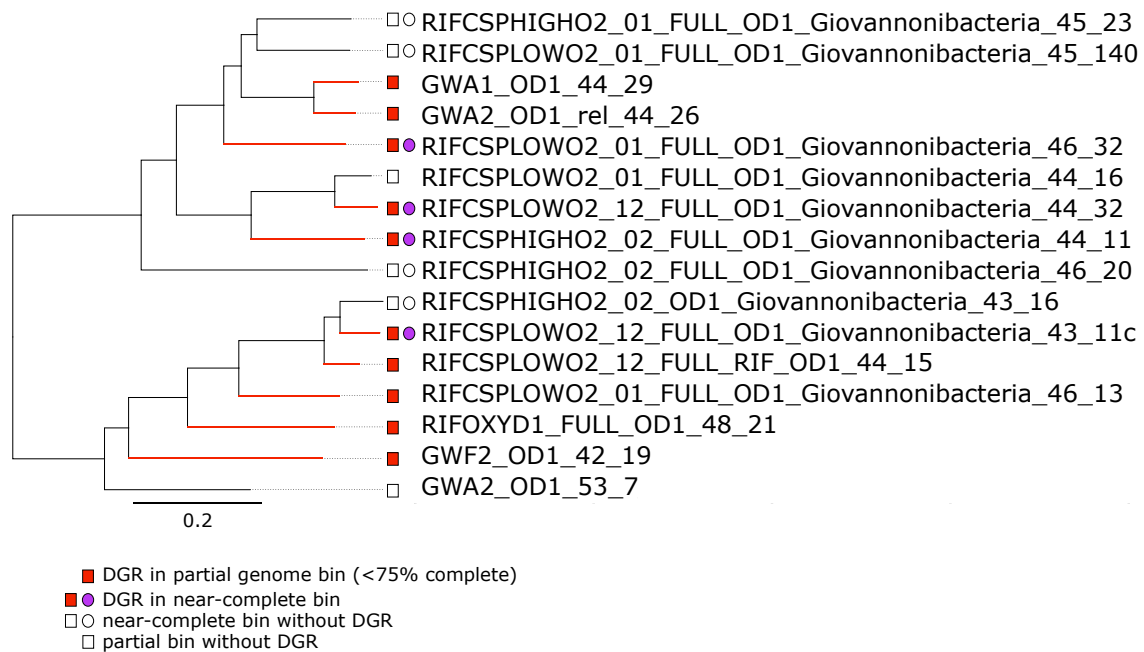 RIFCSPHIGHO2_01_FULL_OD1_Giovannonibacteria_45_23
RIFCSPLOWO2_01_FULL_OD1_Giovannonibacteria_45_140
GWA1_OD1_44_29
GWA2_OD1_rel_44_26
RIFCSPLOWO2_01_FULL_OD1_Giovannonibacteria_46_32
RIFCSPLOWO2_01_FULL_OD1_Giovannonibacteria_44_16
RIFCSPLOWO2_12_FULL_OD1_Giovannonibacteria_44_32
RIFCSPHIGHO2_02_FULL_OD1_Giovannonibacteria_44_11
RIFCSPHIGHO2_02_FULL_OD1_Giovannonibacteria_46_20
RIFCSPHIGHO2_02_OD1_Giovannonibacteria_43_16
RIFCSPLOWO2_12_FULL_OD1_Giovannonibacteria_43_11c
RIFCSPLOWO2_12_FULL_RIF_OD1_44_15
RIFCSPLOWO2_01_FULL_OD1_Giovannonibacteria_46_13
RIFOXYD1_FULL_OD1_48_21
GWF2_OD1_42_19
GWA2_OD1_53_7
0.2
DGR in partial genome bin (<75% complete)
DGR in near-complete bin
near-complete bin without DGR
partial bin without DGR